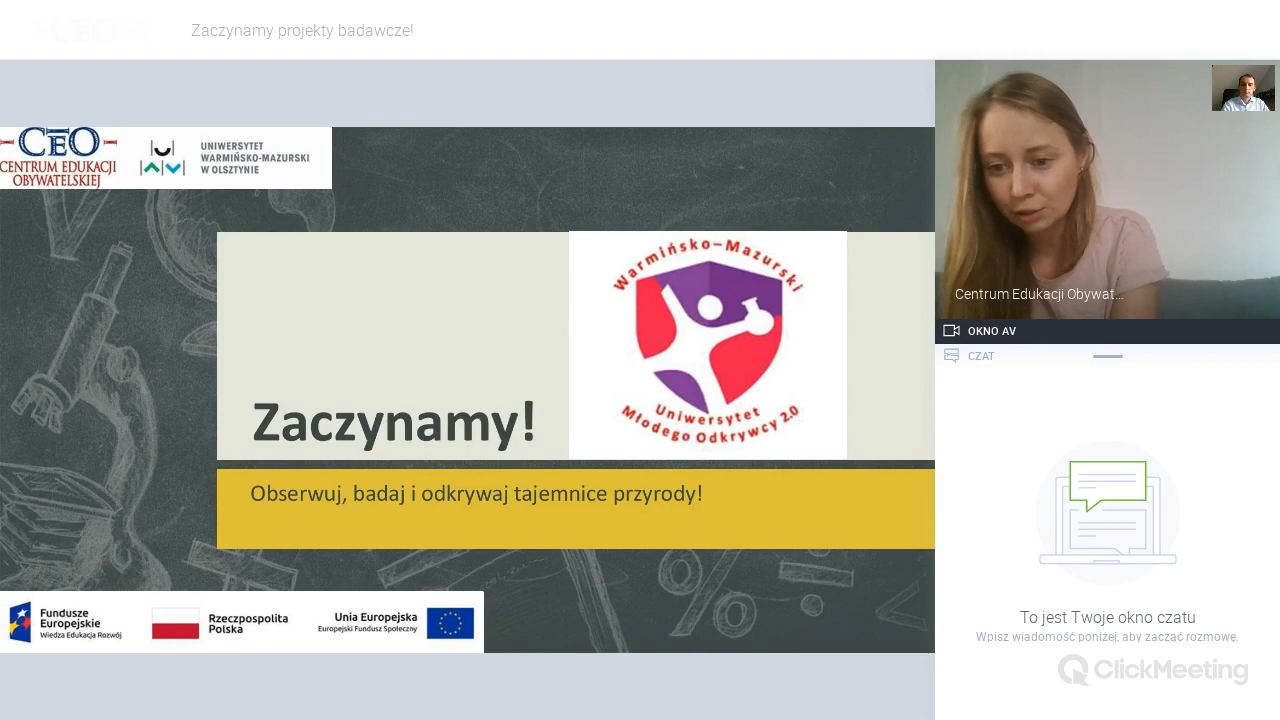 Zaczynamy projekty badawcze!
CEO
CENTRUM EDUKACJI
OBYWATELSKIEJ
UNIWERSYTET
WARMIŃSKO-MAZURSKI
W OLSZTYNIE
Warmińsko–Mazurski
Uniwersytet
Młodego Odkrywcy 2.0
Zaczynamy!
Obserwuj, badaj i odkrywaj tajemnice przyrody!
Fundusze
Europejskie
Wiedza Edukacja Rozwój
Rzeczpospolita
Polska
Unia Europejska
Europejski Fundusz Społeczny
Centrum Edukacji Obywat...
OKNO AV
CZAT
To jest Twoje okno czatu
Wpisz wiadomość poniżej, aby zacząć rozmowę.
ClickMeeting